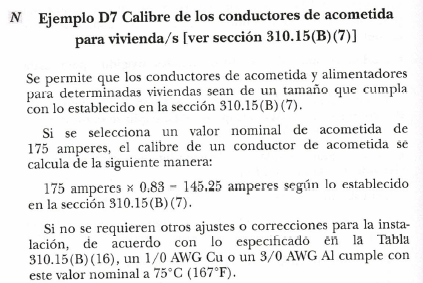 N Ejemplo D7 Calibre de los conductores de acometida
para vivienda/s [ver sección 310.15(B)(7)]
Se permite que los conductores de acometida y alimentadores
para determinadas viviendas sean de un tamaño que cumpla
con lo establecido en la sección 310.15(B)(7).
Si se selecciona un valor nominal de acometida de
175 amperes, el calibre de un conductor de acometida se
calcula de la siguiente manera:
175 amperes × 0.83 = 145.25 amperes según lo establecido
en la sección 310.15(B)(7).
Si no se requieren otros ajustes o correcciones para la insta-
lación, de acuerdo con lo especificado en la Tabla
310.15(B)(16), un 1/0 AWG Cu o un 3/0 AWG Al cumple con
este valor nominal a 75°C (167°F).